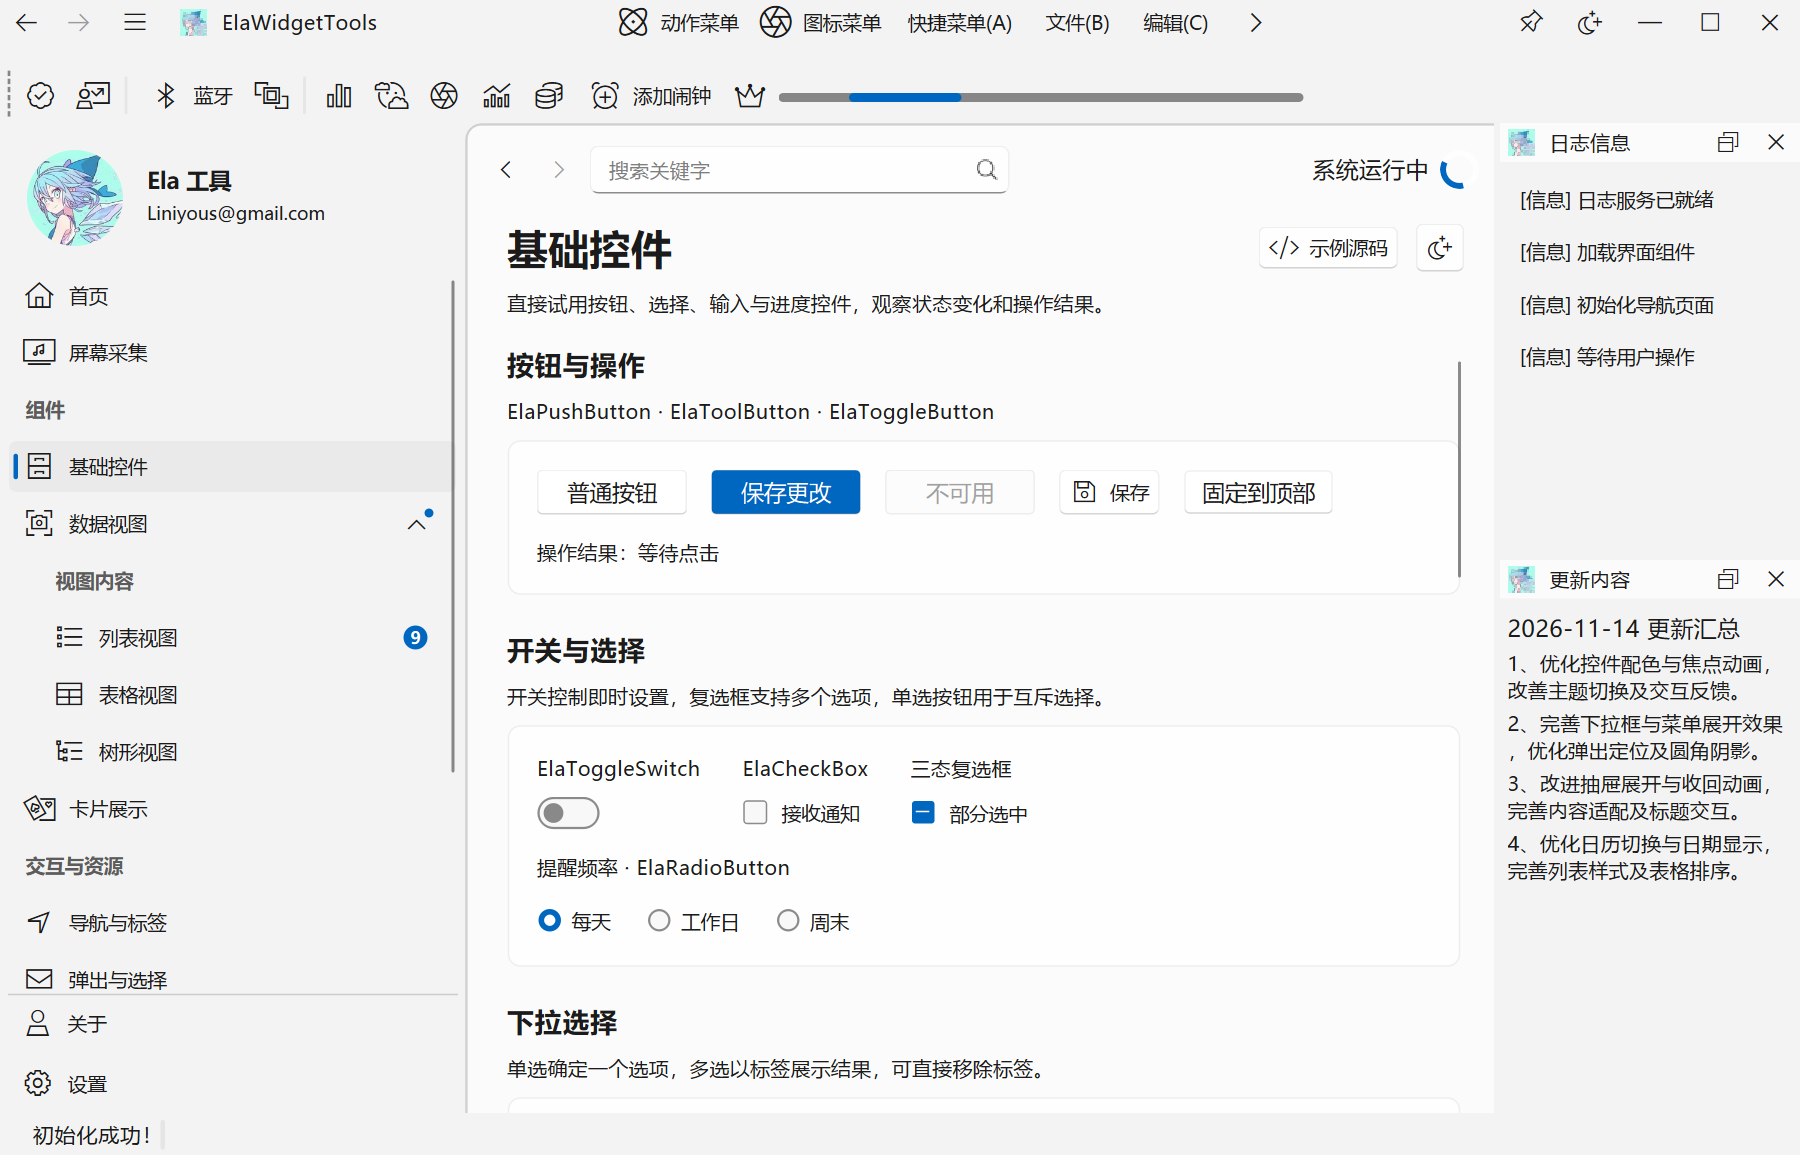 ElaWidgetTools
动作菜单
图标菜单
快捷菜单(A)
文件(B)
编辑(C)
蓝牙
添加闹钟
Ela 工具
Liniyous@gmail.com
首页
屏幕采集
组件
基础控件
数据视图
视图内容
列表视图
9
表格视图
树形视图
卡片展示
交互与资源
导航与标签
弹出与选择
关于
设置
初始化成功！
搜索关键字
系统运行中
基础控件
示例源码
直接试用按钮、选择、输入与进度控件，观察状态变化和操作结果。
按钮与操作
ElaPushButton · ElaToolButton · ElaToggleButton
普通按钮
保存更改
不可用
保存
固定到顶部
操作结果：等待点击
开关与选择
开关控制即时设置，复选框支持多个选项，单选按钮用于互斥选择。
ElaToggleSwitch
ElaCheckBox
三态复选框
接收通知
部分选中
提醒频率 · ElaRadioButton
每天
工作日
周末
下拉选择
单选确定一个选项，多选以标签展示结果，可直接移除标签。
日志信息
[信息] 日志服务已就绪
[信息] 加载界面组件
[信息] 初始化导航页面
[信息] 等待用户操作
更新内容
2026-11-14 更新汇总
1、优化控件配色与焦点动画，
改善主题切换及交互反馈。
2、完善下拉框与菜单展开效果
，优化弹出定位及圆角阴影。
3、改进抽屉展开与收回动画，
完善内容适配及标题交互。
4、优化日历切换与日期显示，
完善列表样式及表格排序。